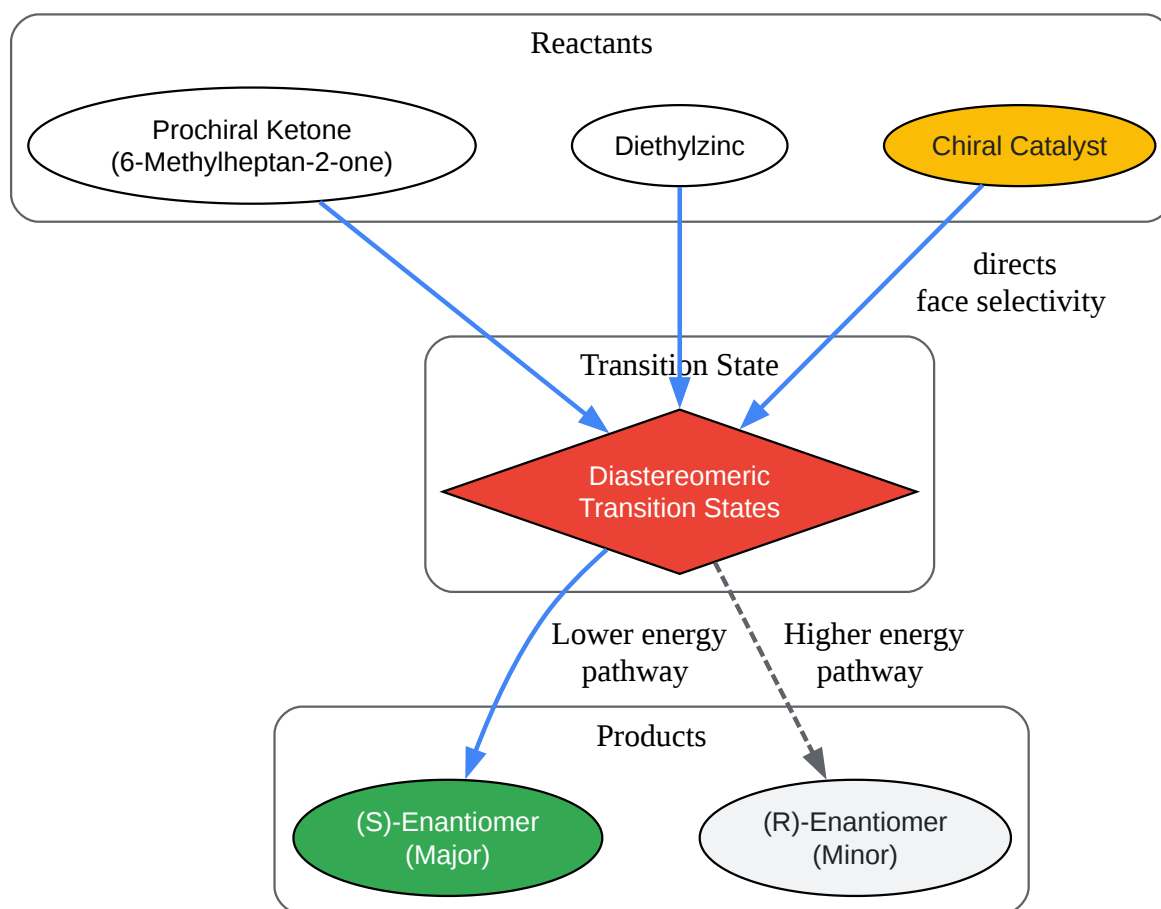 Reactants
Prochiral Ketone
(6-Methylheptan-2-one)
Diethylzinc
Chiral Catalyst
directs
face selectivity
Transition State
Diastereomeric
Transition States
Lower energy
pathway
Higher energy
pathway
Products
(S)-Enantiomer
(Major)
(R)-Enantiomer
(Minor)